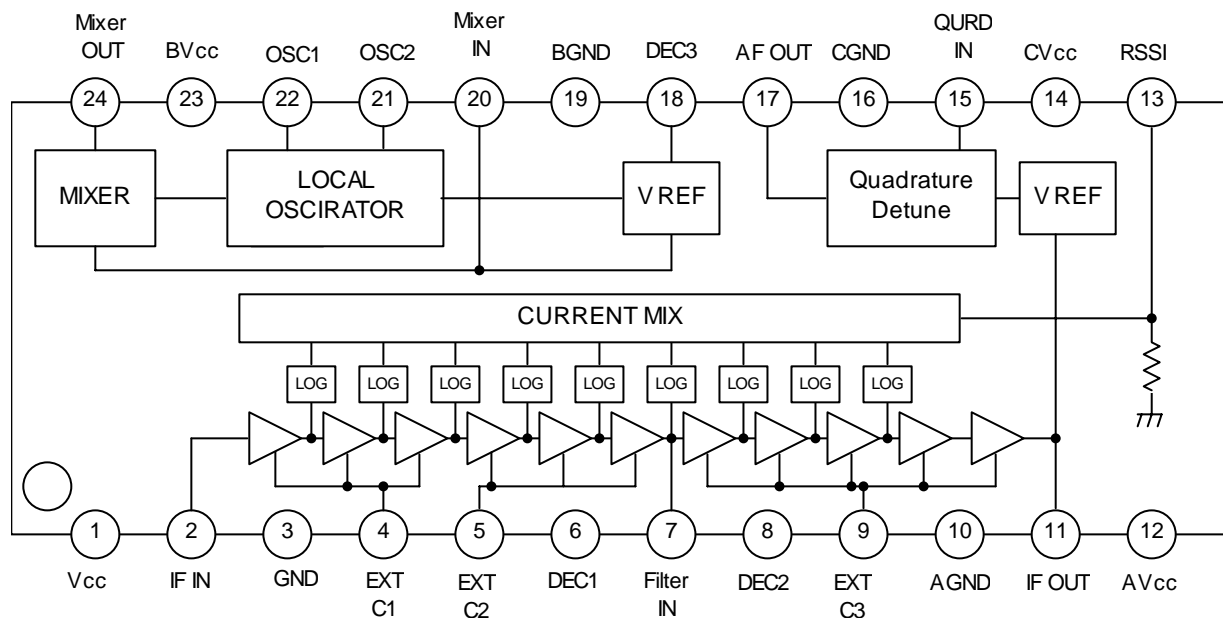 Mixer
OUT
BVcc
OSC1
OSC2
Mixer
IN
BGND
DEC3
AF OUT
CGND
QURD
IN
CVcc
RSSI
24
23
22
21
20
19
18
17
16
15
14
13
MIXER
LOCAL
OSCIRATOR
V REF
Quadrature
Detune
V REF
CURRENT MIX
LOG
LOG
LOG
LOG
LOG
LOG
LOG
LOG
LOG
1
2
3
4
5
6
7
8
9
10
11
12
Vcc
IF IN
GND
EXT
C1
EXT
C2
DEC1
Filter
IN
DEC2
EXT
C3
AGND
IF OUT
AVcc